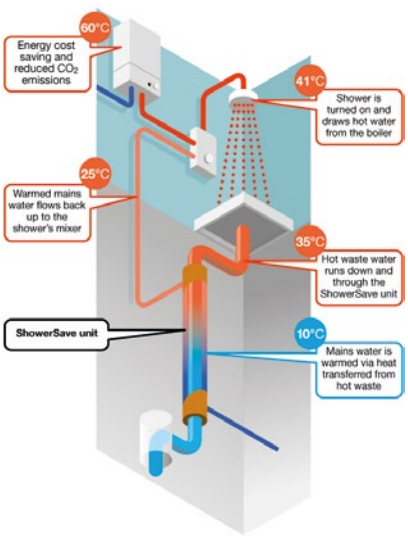 60°C
Energy cost
saving and
reduced CO₂
emissions
41°C
Shower is
turned on and
draws hot water
from the boiler
25°C
Warmed mains
water flows back
up to the
shower's mixer
35°C
Hot waste water
runs down and
through the
ShowerSave unit
ShowerSave unit
10°C
Mains water is
warmed via heat
transferred from
hot waste